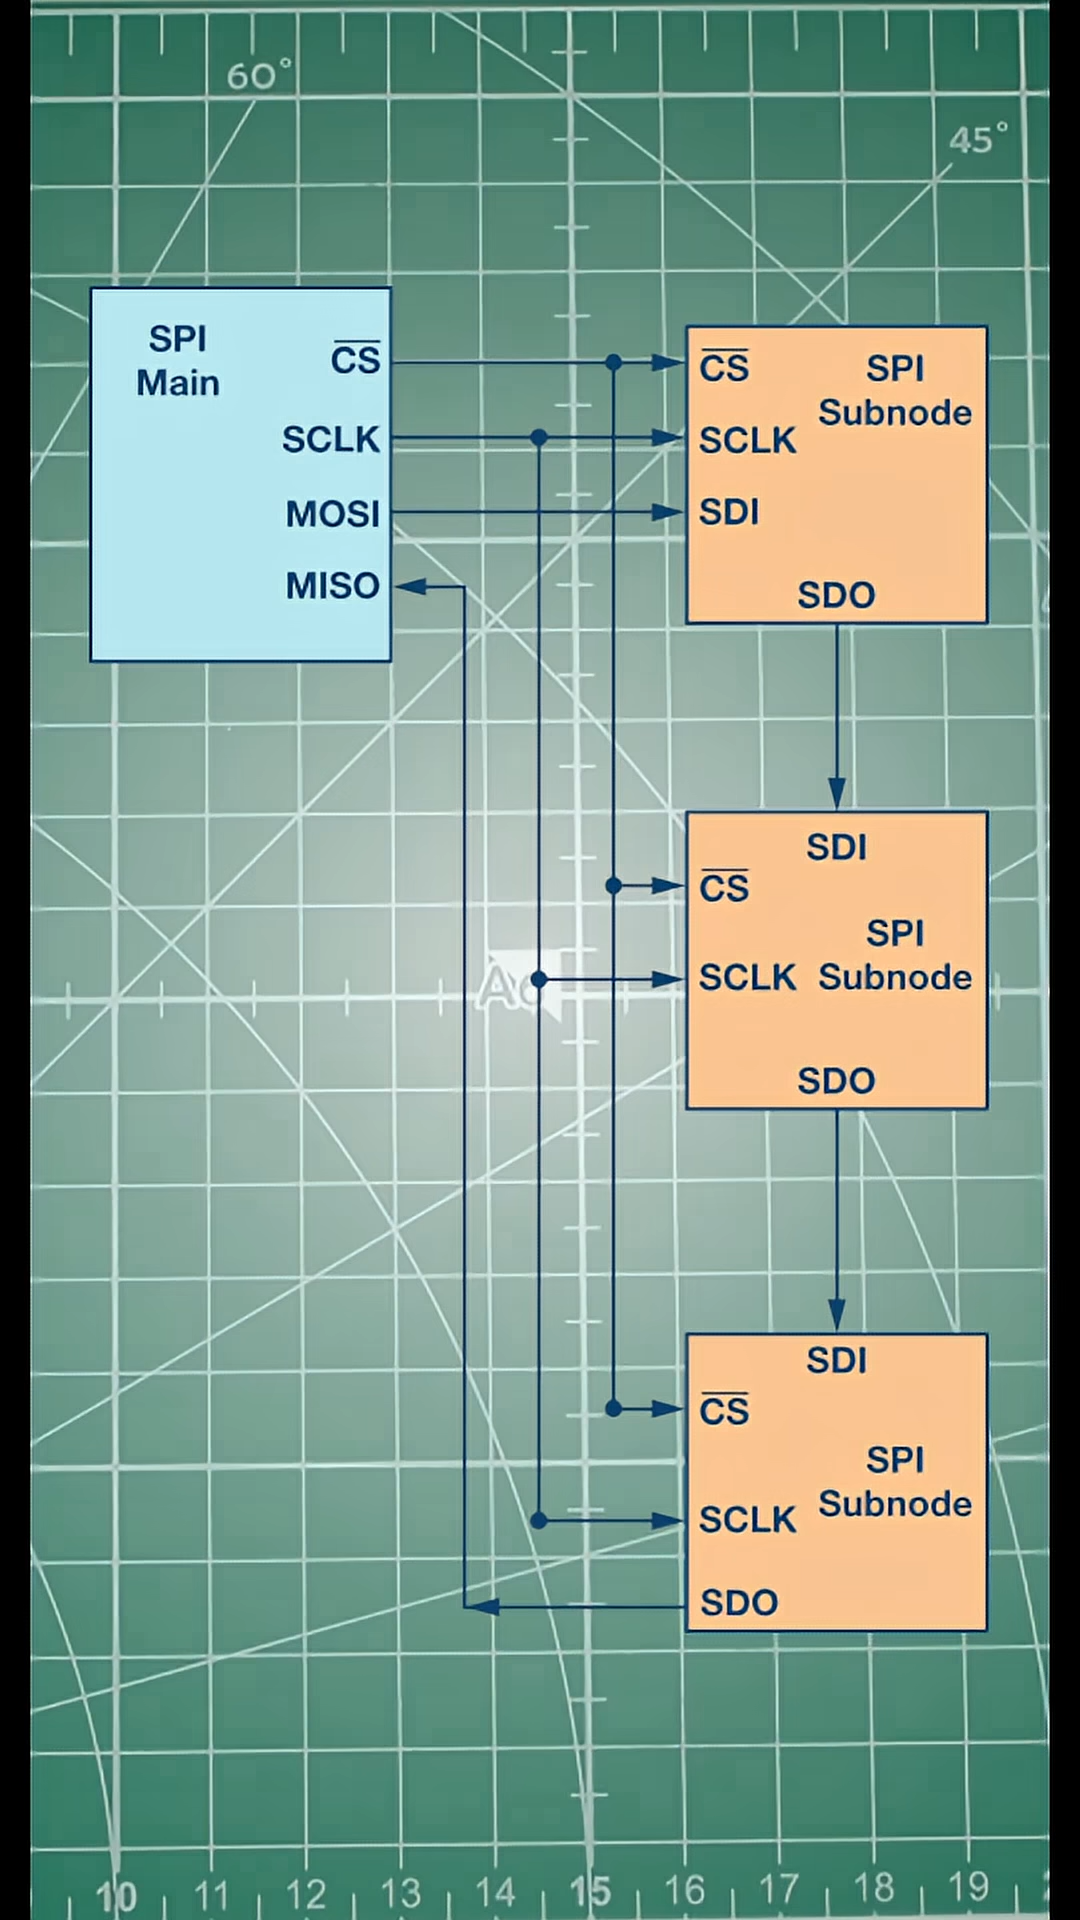 60°
45°
SPI
Main
CS
SCLK
MOSI
MISO
CS
SPI
Subnode
SCLK
SDI
SDO
SDI
CS
SPI
Subnode
SCLK
SDO
SDI
CS
SPI
Subnode
SCLK
SDO
10 11 12 13 14 15 16 17 18 19